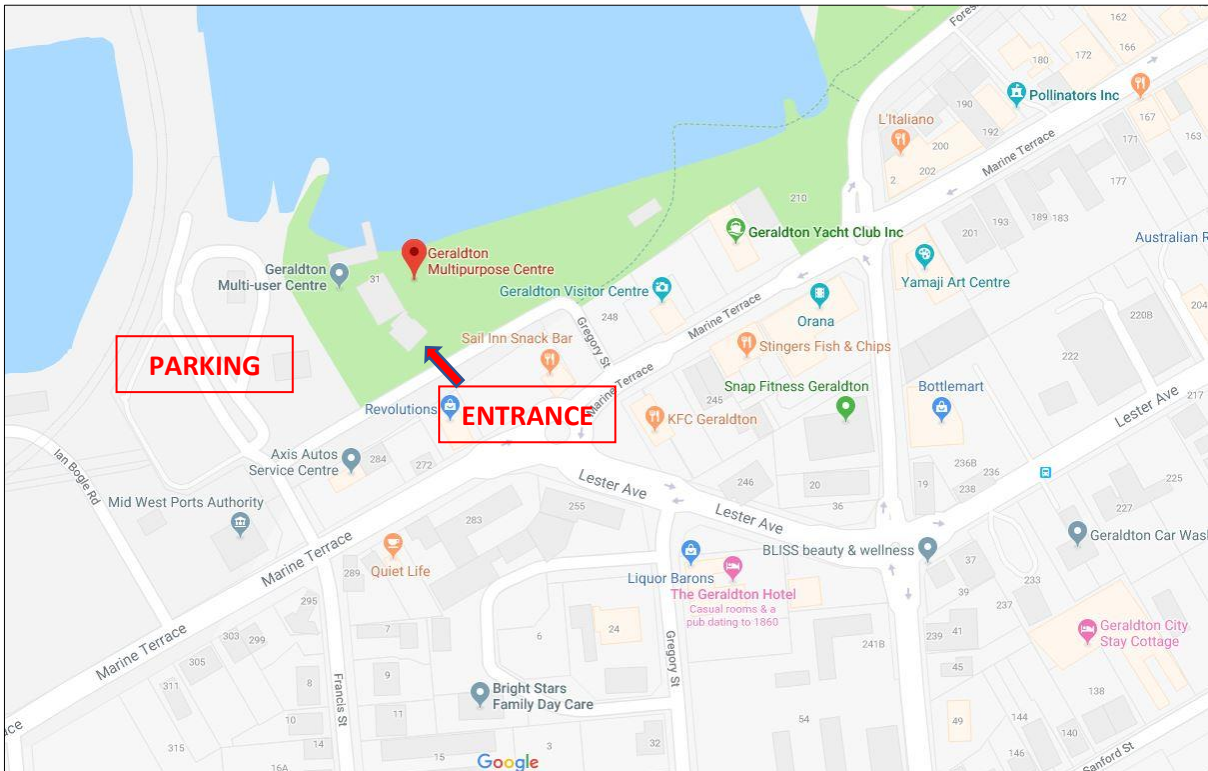 162
Fores
172
166
180
Pollinators Inc
190
167
L'Italiano
192
171
163
200
Marine Terrace
202
177
2
210
189 183
193
201
Geraldton Yacht Club Inc
Australian R
Geraldton
Multipurpose Centre
Geraldton
Multi-user Centre
31
Yamaji Art Centre
Geraldton Visitor Centre
Marine Terrace
Orana
204
220B
248
Gregory St
Sail Inn Snack Bar
Stingers Fish & Chips
222
PARKING
Snap Fitness Geraldton
Bottlemart
Marine Terrace
245
Lester Ave
217
Revolutions
ENTRANCE
KFC Geraldton
Axis Autos
Service Centre
284
272
Ian Bogle Rd
236B
236
225
246
20
19
238
Lester Ave
Mid West Ports Authority
255
283
36
Lester Ave
227
Geraldton Car Wash
Marine Terrace
BLISS beauty & wellness
Quiet Life
289
Liquor Barons
The Geraldton Hotel
Casual rooms & a
pub dating to 1860
37
233
39
237
295
Geraldton City
Stay Cottage
303
299
7
6
24
239
41
241B
Marine Terrace
305
9
45
Francis St
8
Gregory St
311
Bright Stars
Family Day Care
138
11
10
49
144
54
140
315
14
3
32
146
15
16A
Google
Sanford St